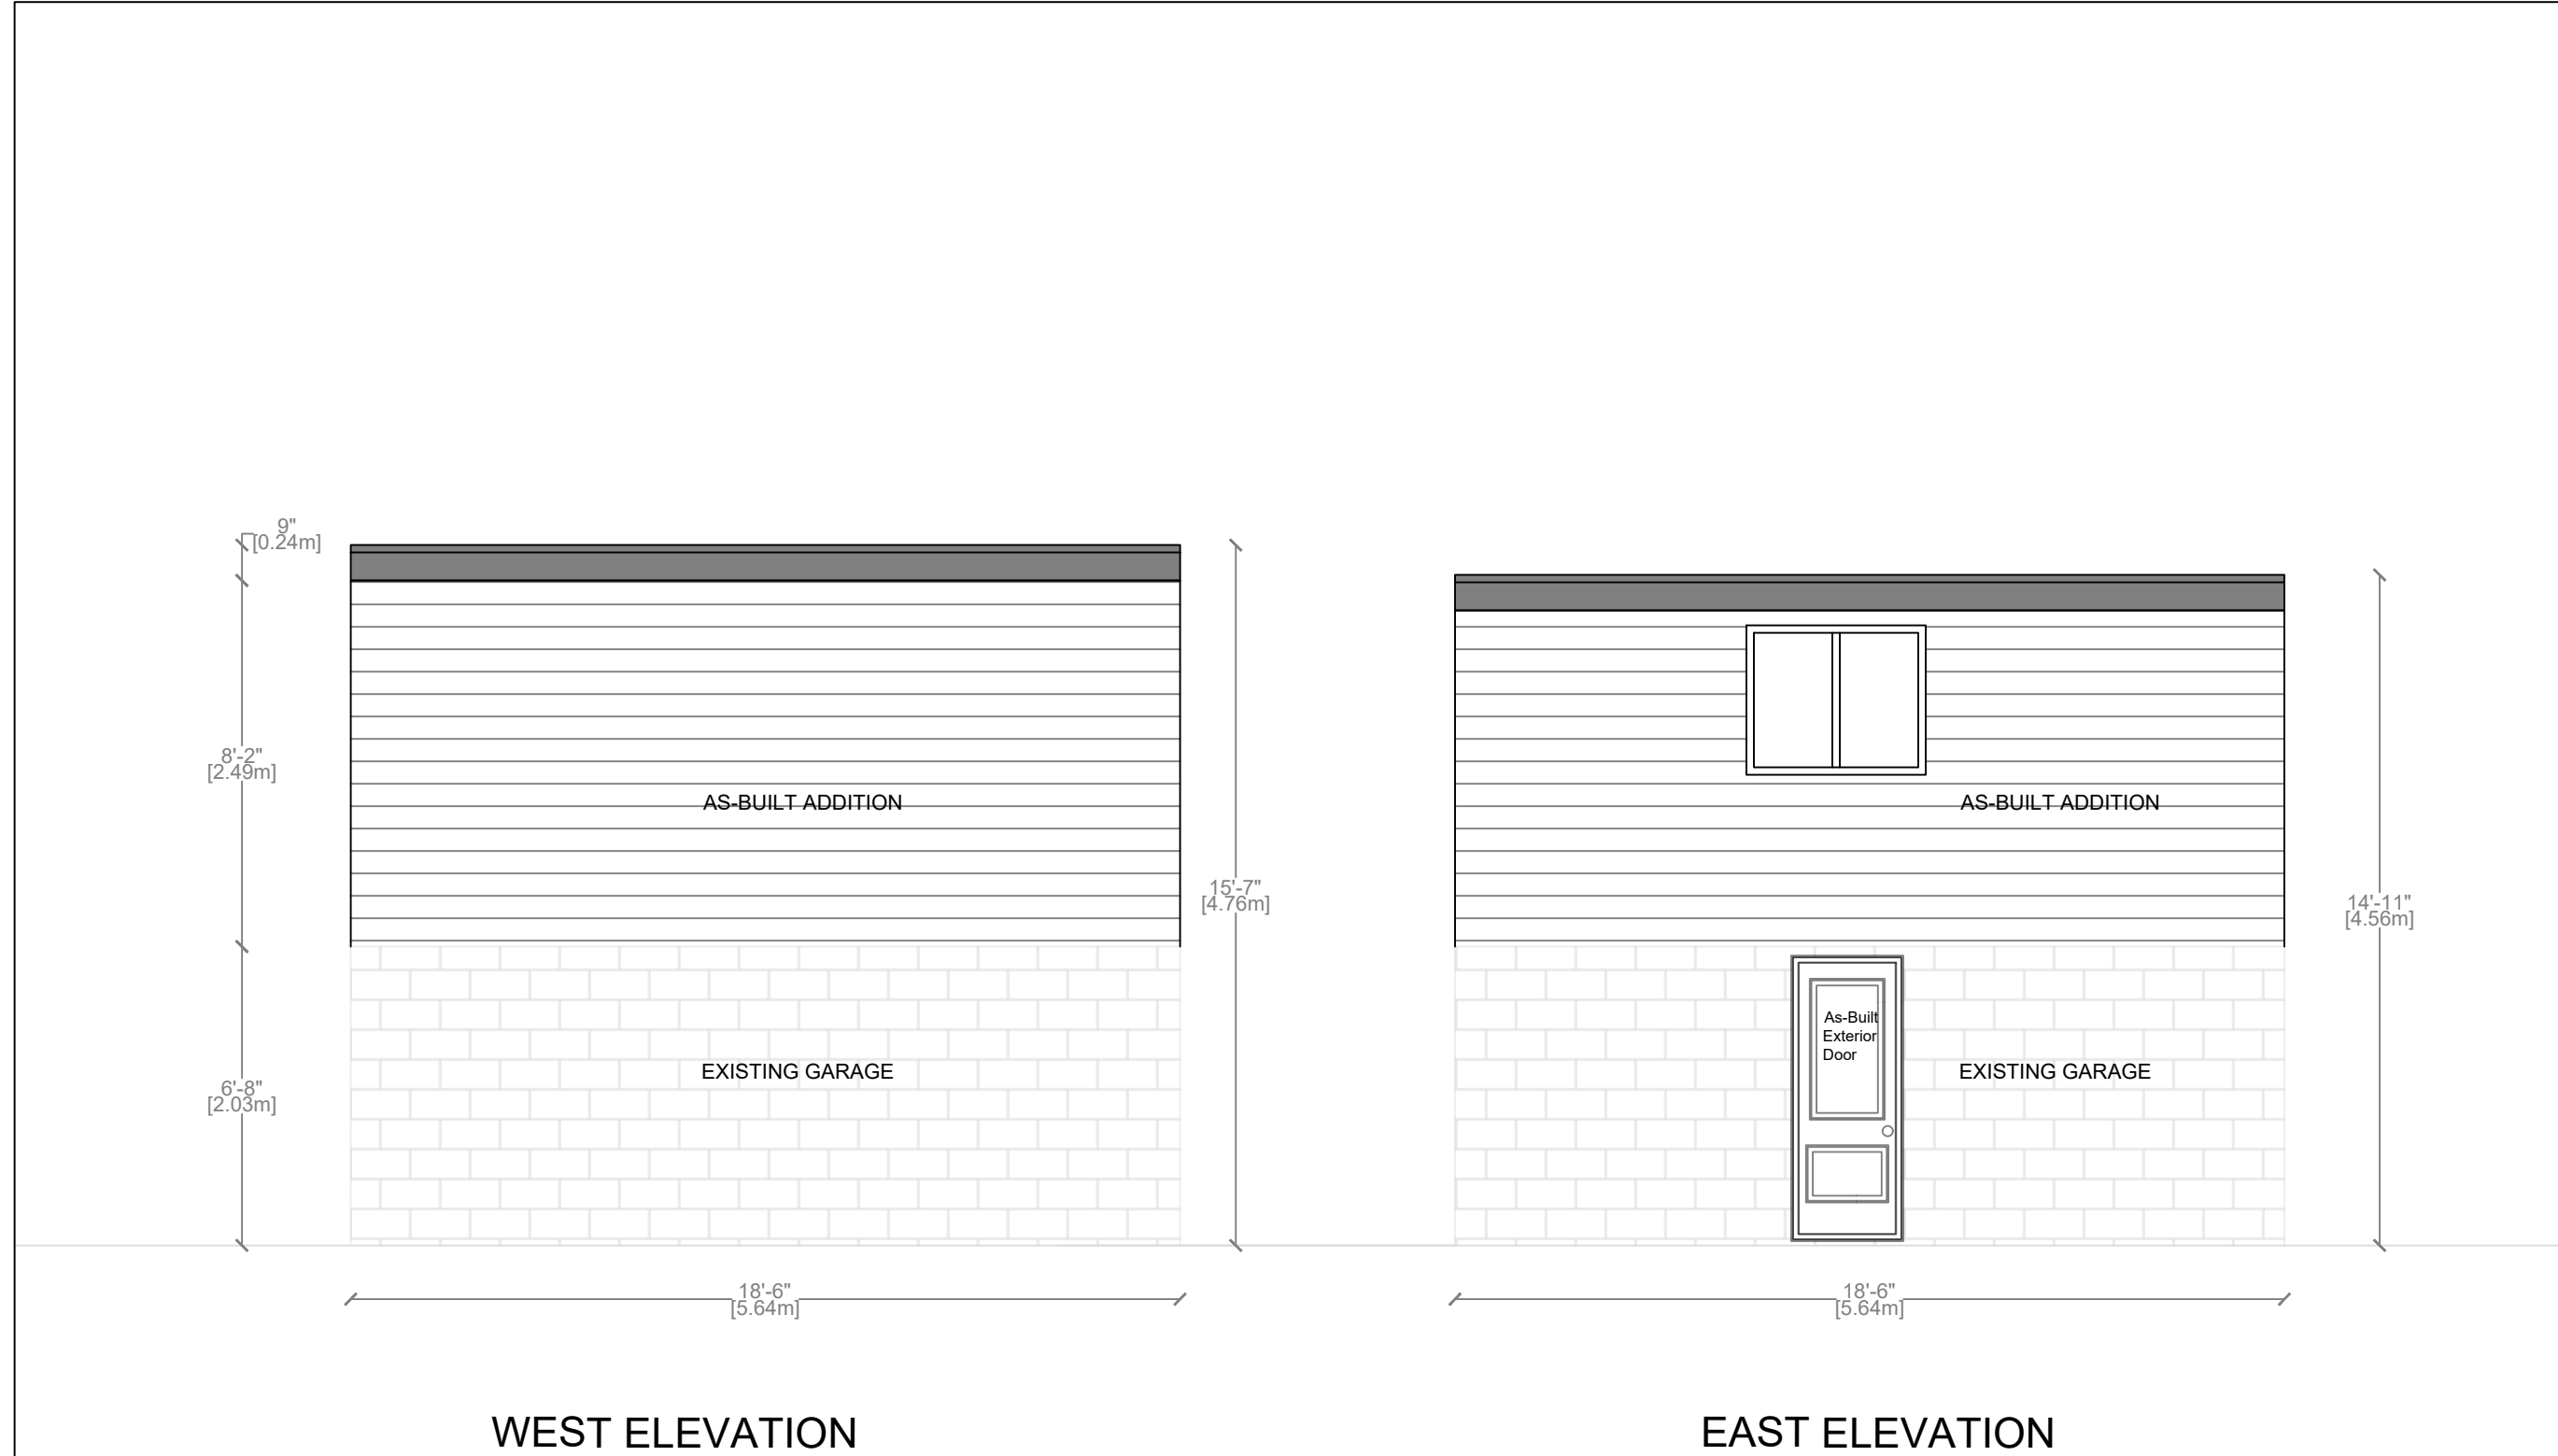 9"
[0.24m]
8'-2"
[2.49m]
AS-BUILT ADDITION
15'-7"
[4.76m]
6'-8"
[2.03m]
EXISTING GARAGE
18'-6"
[5.64m]
WEST ELEVATION
AS-BUILT ADDITION
14'-11"
[4.56m]
As-Built
Exterior
Door
EXISTING GARAGE
18'-6"
[5.64m]
EAST ELEVATION